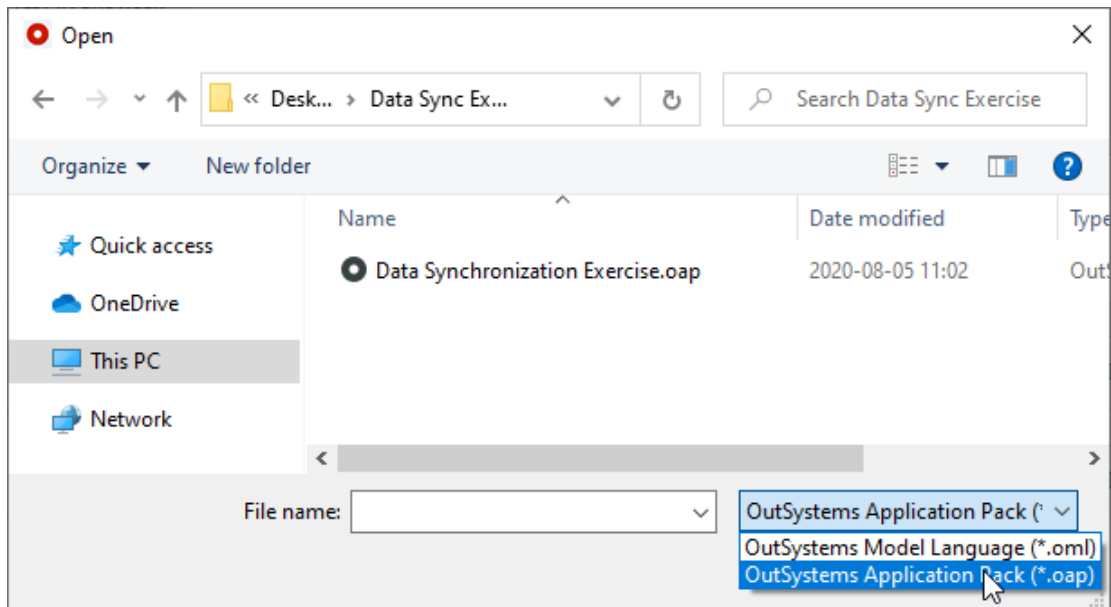 Open
« Desk... › Data Sync Ex...
Search Data Sync Exercise
Organize
New folder
?
Name
Date modified
Type
Quick access
Data Synchronization Exercise.oap
2020-08-05 11:02
Out
OneDrive
This PC
Network
File name:
OutSystems Application Pack (*
OutSystems Model Language (*.oml)
OutSystems Application Pack (*.oap)